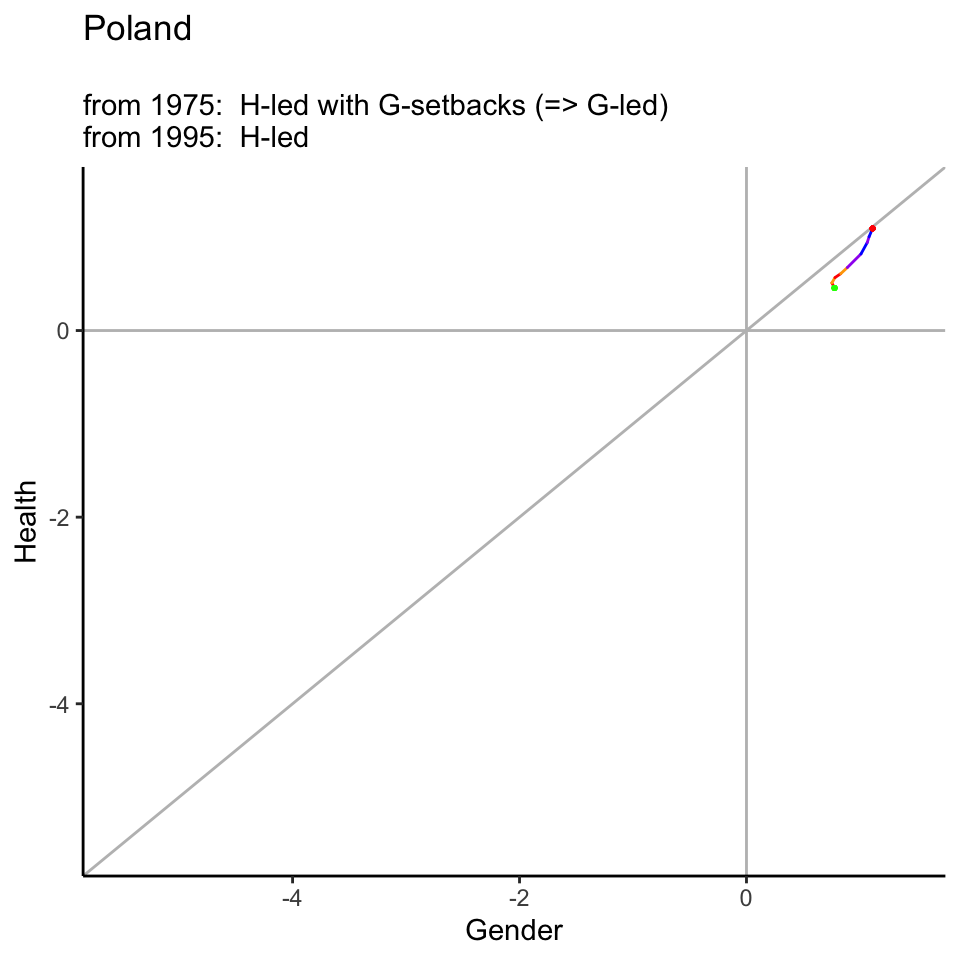 Poland
from 1975:  H-led with G-setbacks (=> G-led)
from 1995:  H-led
Health
0
-2
-4
-4
-2
0
Gender